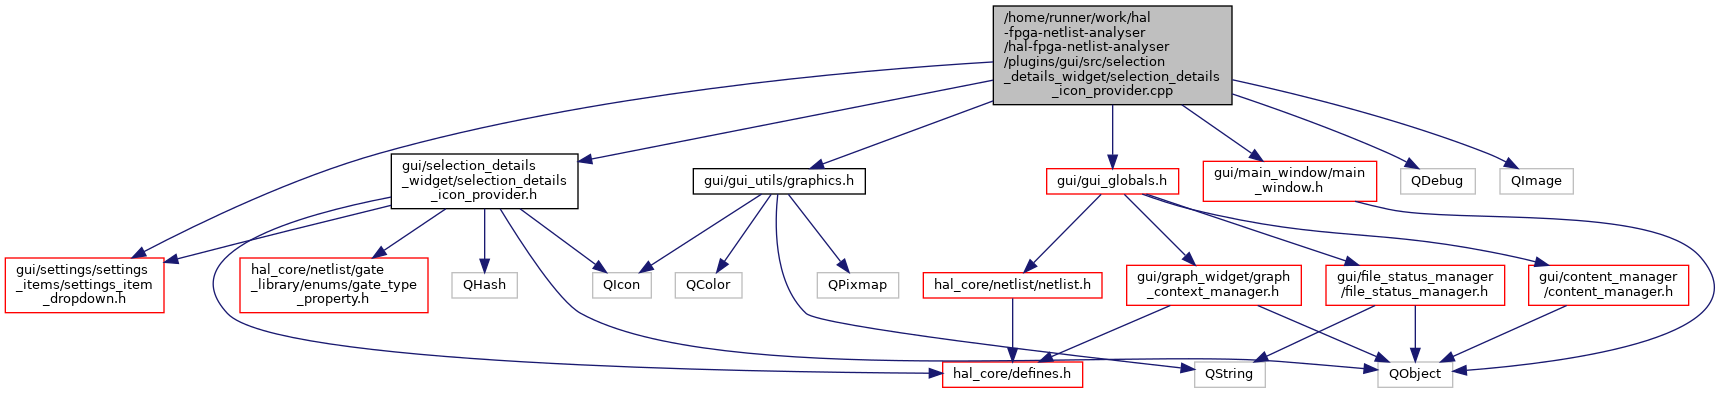 /home/runner/work/hal
-fpga-netlist-analyser
/hal-fpga-netlist-analyser
/plugins/gui/src/selection
_details_widget/selection_details
_icon_provider.cpp
gui/selection_details
_widget/selection_details
_icon_provider.h
gui/gui_utils/graphics.h
gui/gui_globals.h
gui/main_window/main
_window.h
QDebug
QImage
gui/settings/settings
_items/settings_item
_dropdown.h
hal_core/netlist/gate
_library/enums/gate_type
_property.h
QHash
QIcon
QColor
QPixmap
hal_core/netlist/netlist.h
gui/graph_widget/graph
_context_manager.h
gui/file_status_manager
/file_status_manager.h
gui/content_manager
/content_manager.h
hal_core/defines.h
QString
QObject